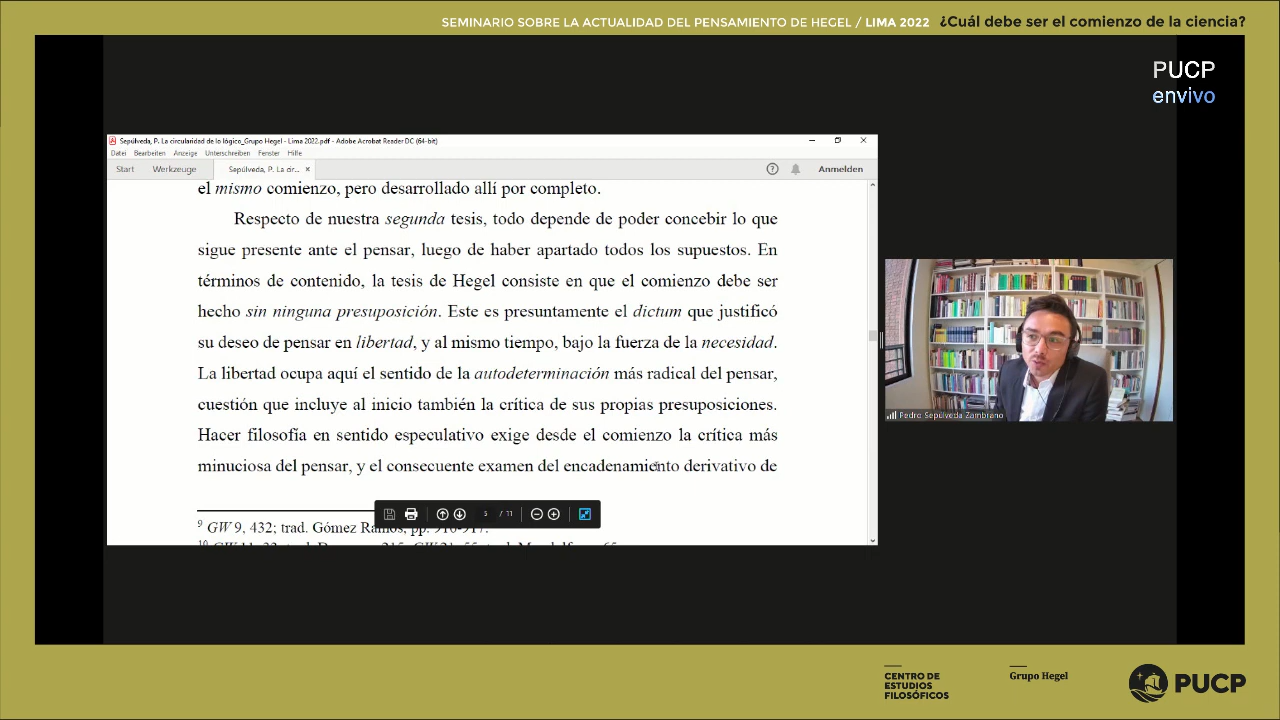 SEMINARIO SOBRE LA ACTUALIDAD DEL PENSAMIENTO DE HEGEL / LIMA 2022 ¿Cuál debe ser el comienzo de la ciencia?
PUCP
envivo
Sepúlveda, P. La circularidad de lo lógico_Grupo Hegel - Lima 2022.pdf - Adobe Acrobat Reader DC (64-bit)
Datei Bearbeiten Anzeige Unterschreiben Fenster Hilfe
Start Werkzeuge Sepúlveda, P. La cir... × Anmelden
el mismo comienzo, pero desarrollado allí por completo.
Respecto de nuestra segunda tesis, todo depende de poder concebir lo que
sigue presente ante el pensar, luego de haber apartado todos los supuestos. En
términos de contenido, la tesis de Hegel consiste en que el comienzo debe ser
hecho sin ninguna presuposición. Este es presuntamente el dictum que justificó
su deseo de pensar en libertad, y al mismo tiempo, bajo la fuerza de la necesidad.
La libertad ocupa aquí el sentido de la autodeterminación más radical del pensar,
cuestión que incluye al inicio también la crítica de sus propias presuposiciones.
Hacer filosofía en sentido especulativo exige desde el comienzo la crítica más
minuciosa del pensar, y el consecuente examen del encadenamiento derivativo de
5 / 11
9 GW 9, 432; trad. Gómez Ramos, pp. 916-917.
Pedro Sepúlveda Zambrano
CENTRO DE
ESTUDIOS
FILOSÓFICOS
Grupo Hegel
PUCP